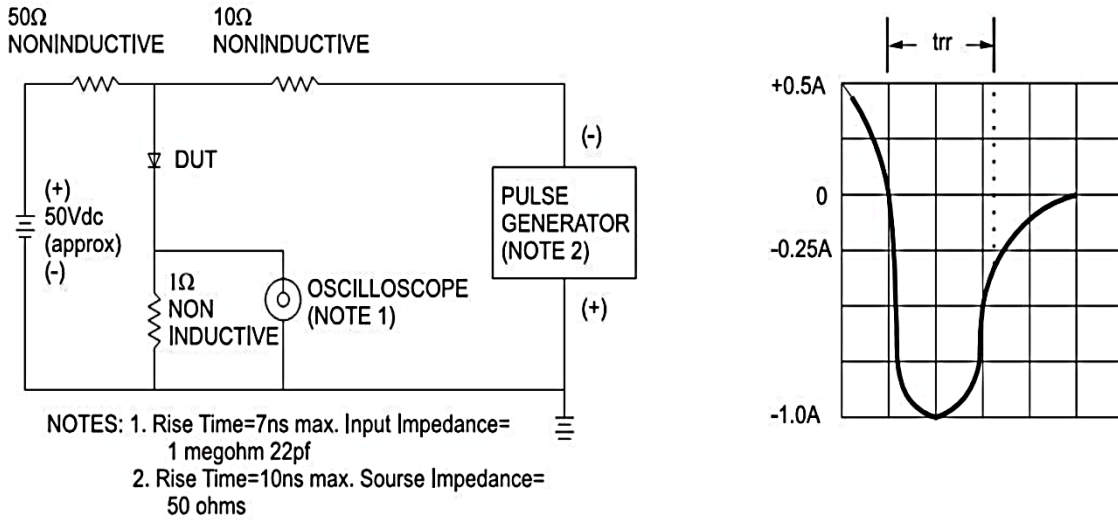 50Ω
NONINDUCTIVE
10Ω
NONINDUCTIVE
DUT
(+)
50Vdc
(approx)
(-)
1Ω
NON
INDUCTIVE
OSCILLOSCOPE
(NOTE 1)
(-)
PULSE
GENERATOR
(NOTE 2)
(+)
NOTES: 1. Rise Time=7ns max. Input Impedance=
1 megohm 22pf
2. Rise Time=10ns max. Sourse Impedance=
50 ohms
trr
+0.5A
0
-0.25A
-1.0A